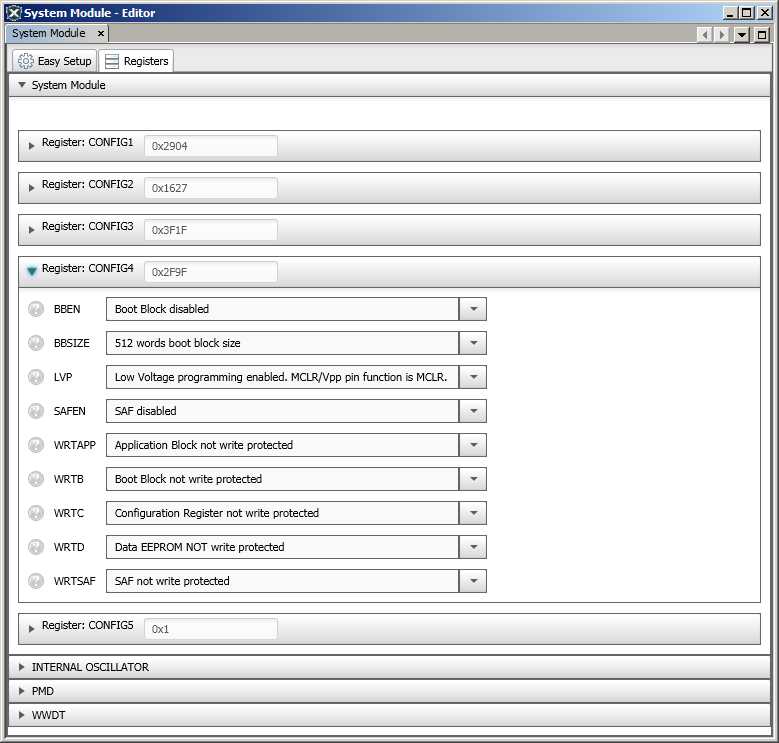 System Module - Editor
System Module ×
Easy Setup Registers
System Module
Register: CONFIG1 0x2904
Register: CONFIG2 0x1627
Register: CONFIG3 0x3F1F
Register: CONFIG4 0x2F9F
? BBEN Boot Block disabled
? BBSIZE 512 words boot block size
? LVP Low Voltage programming enabled. MCLR/Vpp pin function is MCLR.
? SAFEN SAF disabled
? WRTAPP Application Block not write protected
? WRTB Boot Block not write protected
? WRTC Configuration Register not write protected
? WRTD Data EEPROM NOT write protected
? WRTSAF SAF not write protected
Register: CONFIG5 0x1
INTERNAL OSCILLATOR
PMD
WWDT